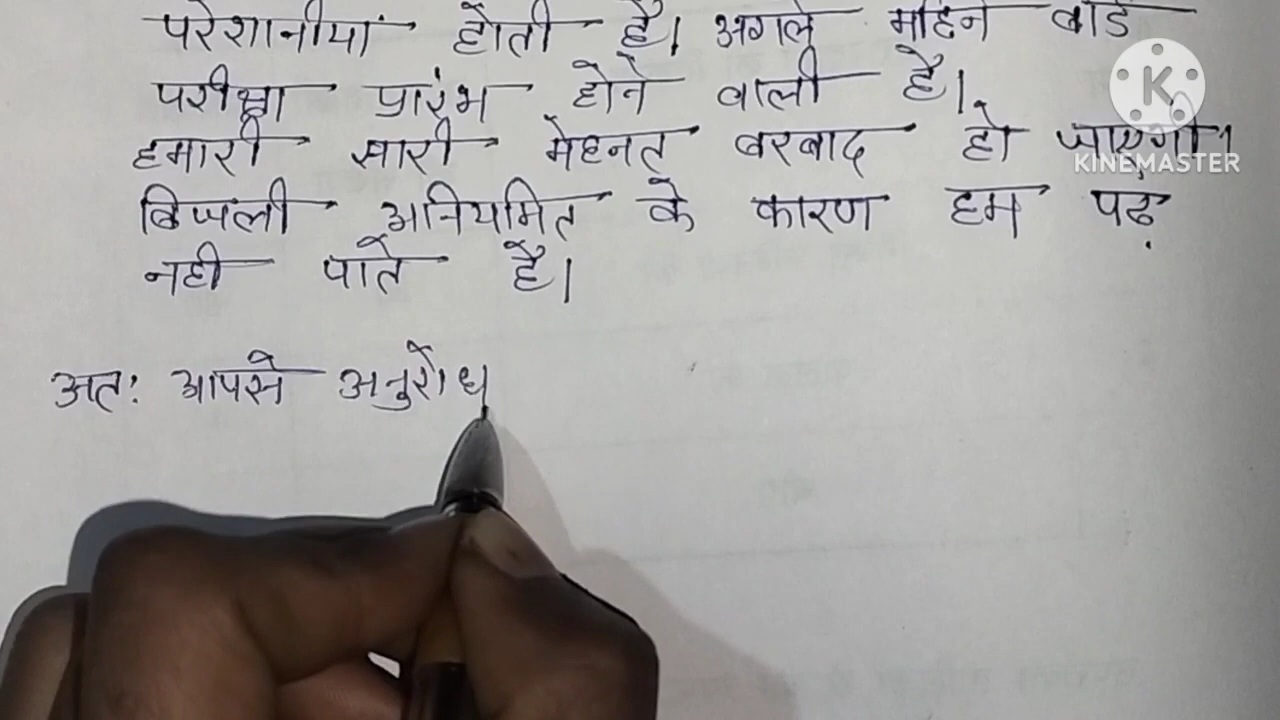 परेशानीयां होती है। अगले महिने बोर्ड
परीक्षा प्रारंभ होने वाली है।
हमारी सारी मेहनत बरबाद हो जाएगी।
बिजली अनियमित के कारण हम पढ़
नही पाते है।
अतः आपसे अनुरोध
K
KINEMASTER